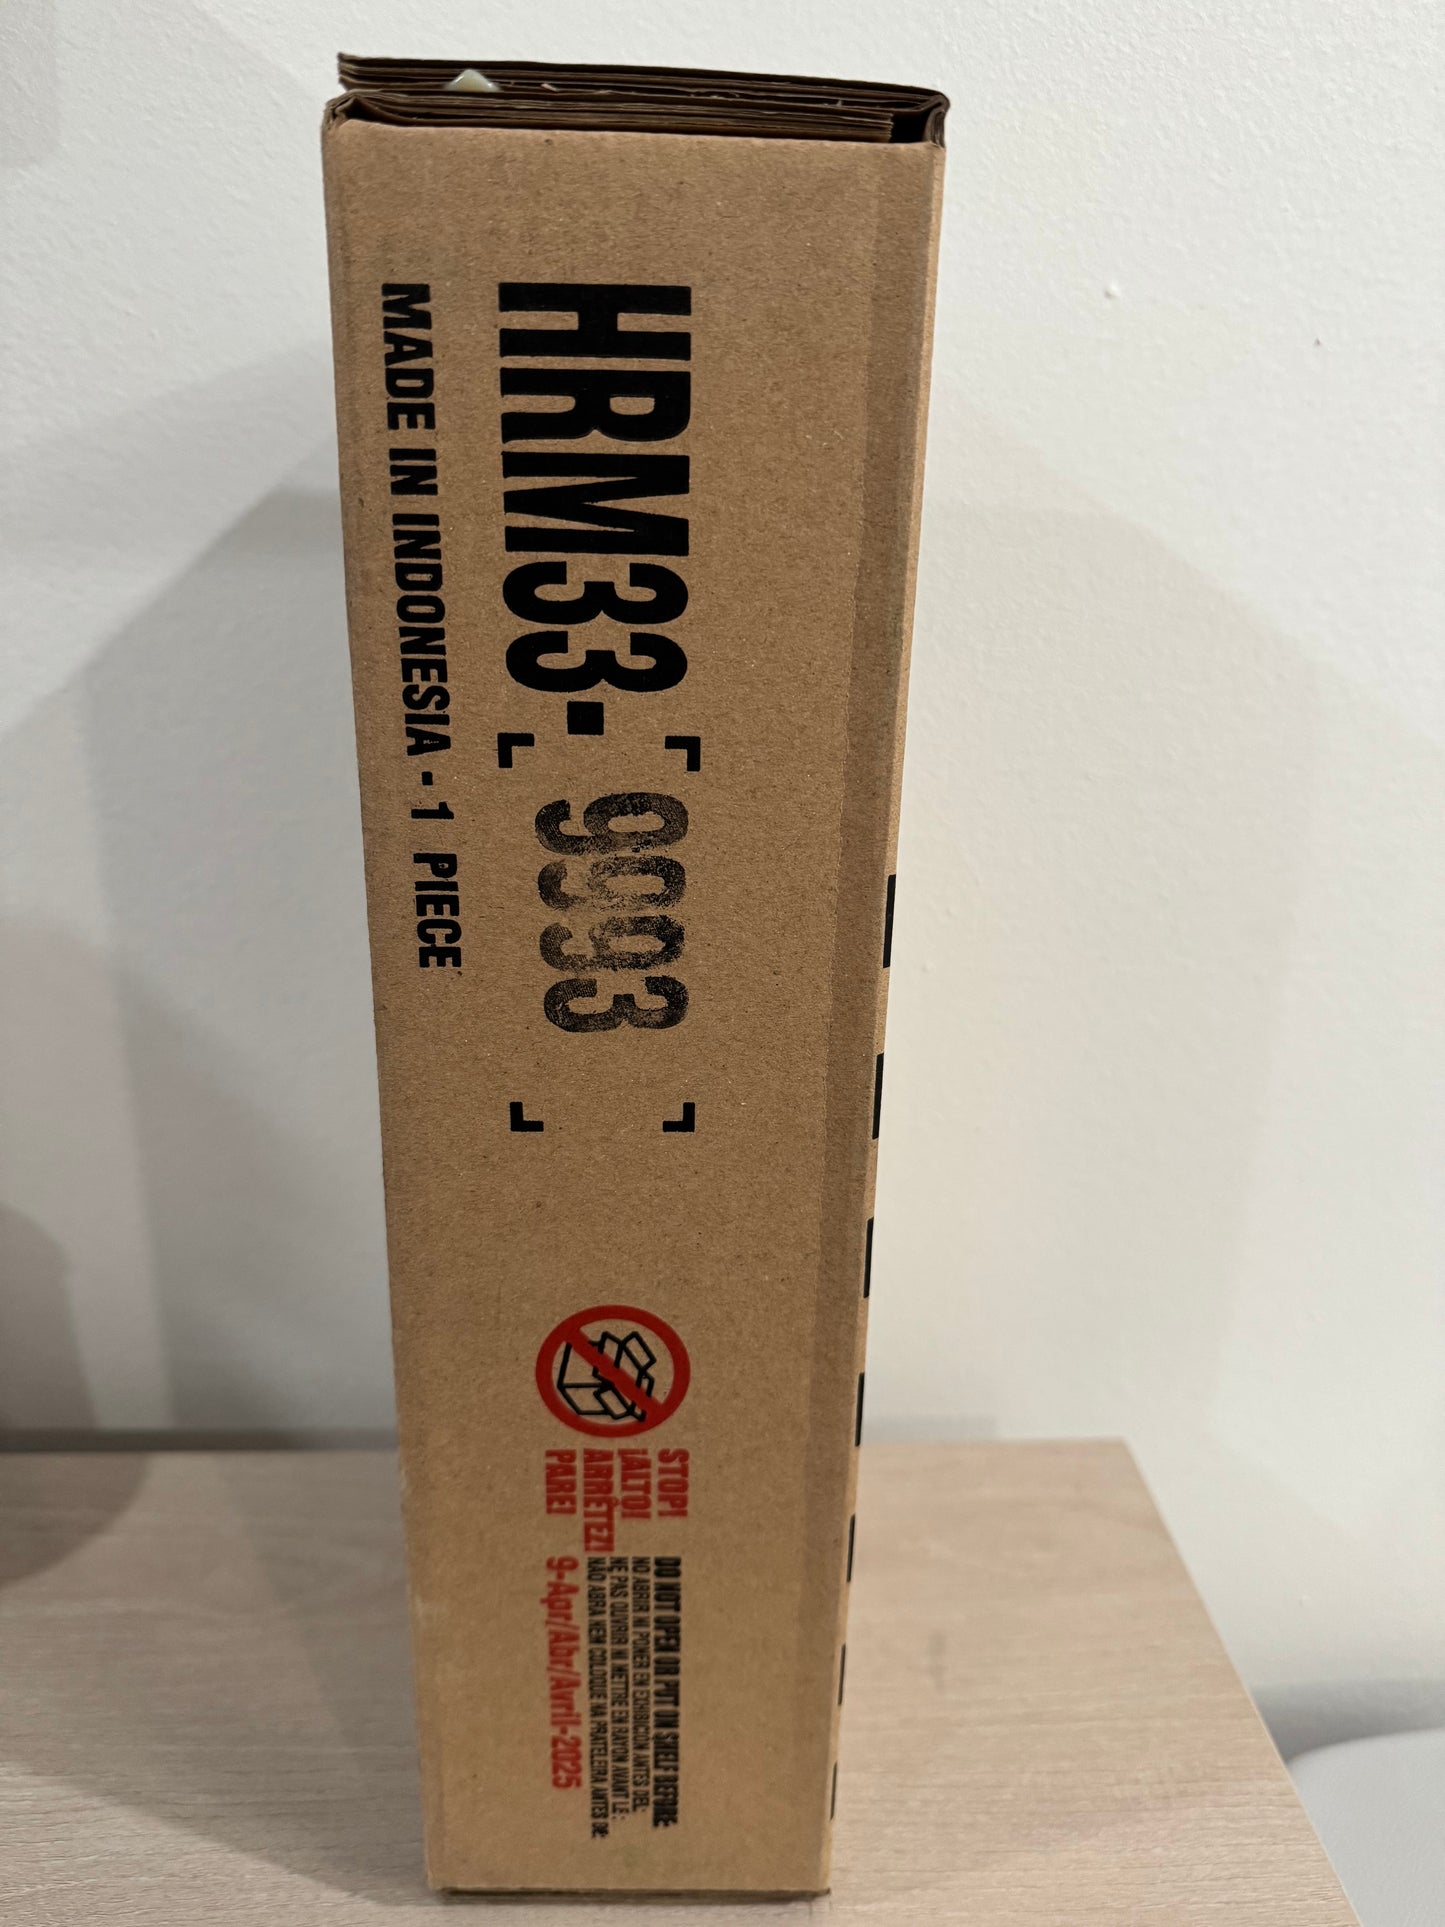 HRM33.
9993
MADE IN INDONESIA - 1 PIECE
STOP!
¡ALTO!
ARRÊTZ!
PARE!
DO NOT OPEN OR PUT ON SHELF BEFORE
NO ABRIR NI PONER EN EXHIBICIÓN ANTES DEL:
NE PAS OUVRIR NI METTRE EN RAYON AVANT LE :
NÃO ABRA NEM COLOQUE NA PRATELEIRA ANTES DE:
9-Apr/Abr/Avril-2025